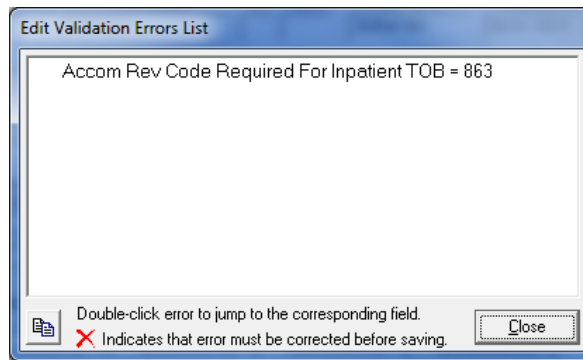 Edit Validation Errors List
Accom Rev Code Required For Inpatient TOB = 863
Double-click error to jump to the corresponding field.
Indicates that error must be corrected before saving.
Close